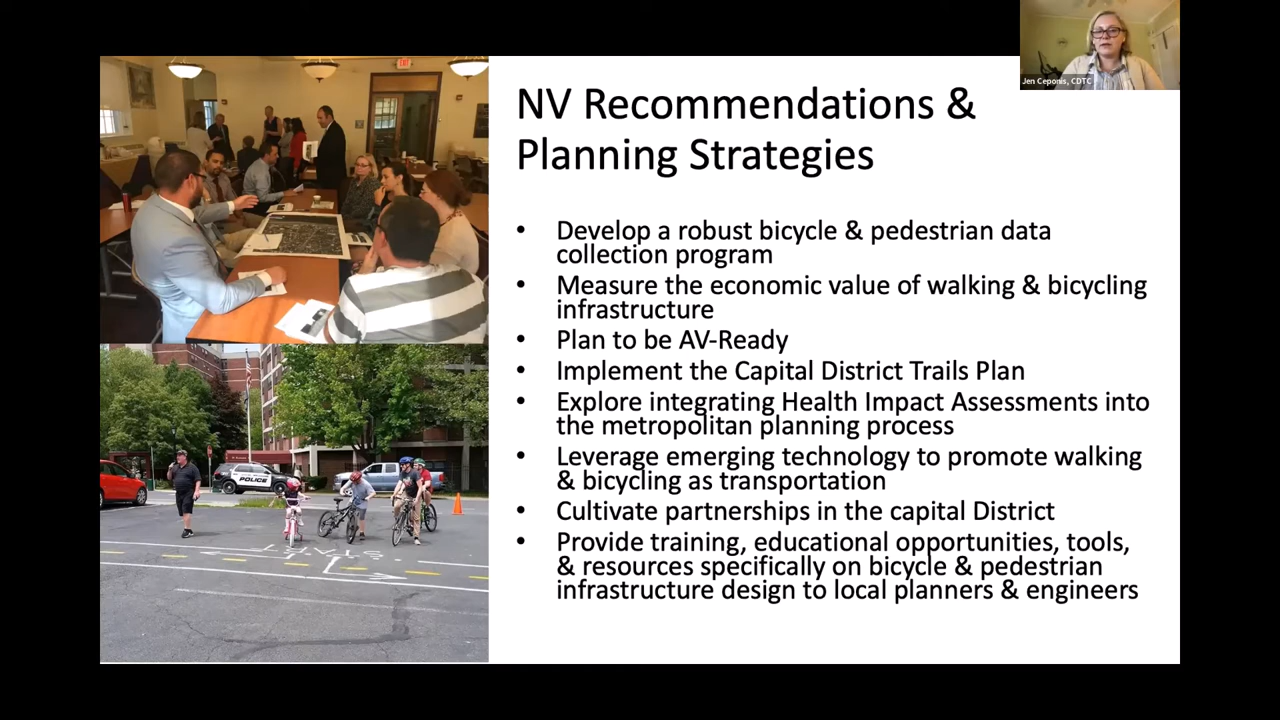 Jen Ceponis, CDTC
NV Recommendations &
Planning Strategies
• Develop a robust bicycle & pedestrian data
collection program
• Measure the economic value of walking & bicycling
infrastructure
• Plan to be AV-Ready
• Implement the Capital District Trails Plan
• Explore integrating Health Impact Assessments into
the metropolitan planning process
• Leverage emerging technology to promote walking
& bicycling as transportation
• Cultivate partnerships in the capital District
• Provide training, educational opportunities, tools,
& resources specifically on bicycle & pedestrian
infrastructure design to local planners & engineers
EXIT
POLICE
START